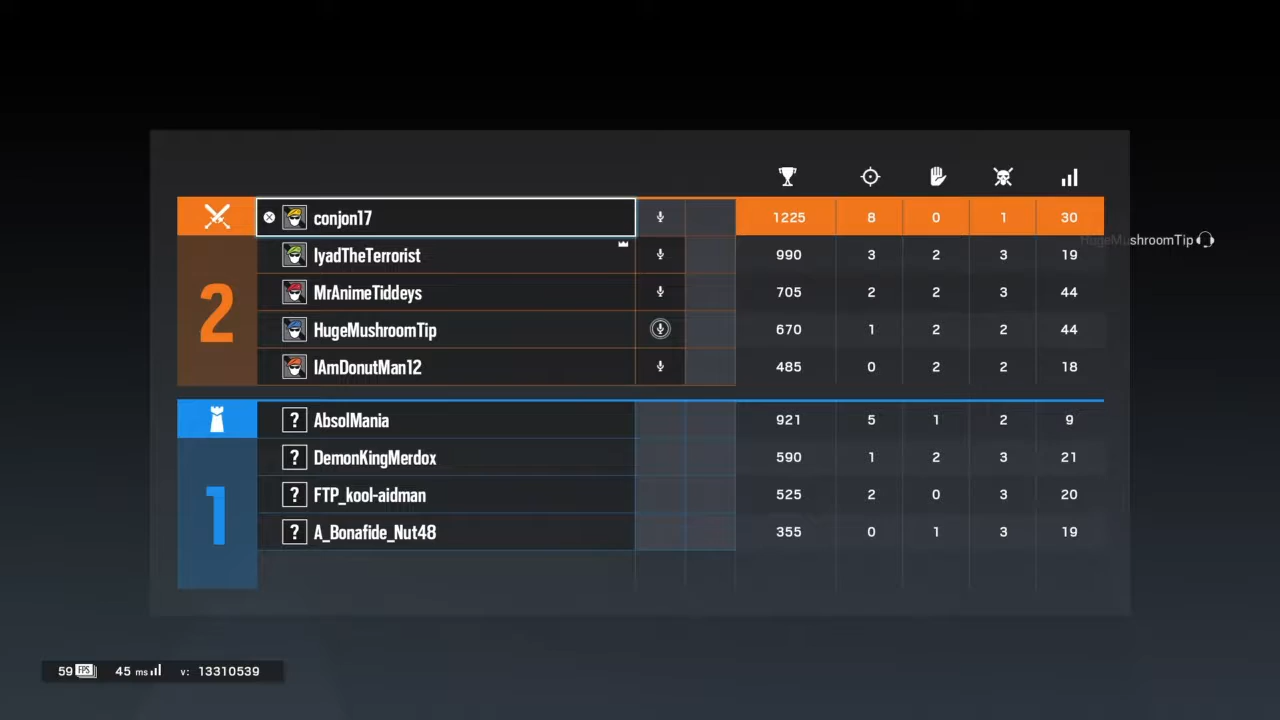 conjon17 1225 8 0 1 30
HugeMushroomTip
2
IyadTheTerrorist 990 3 2 3 19
MrAnimeTiddeys 705 2 2 3 44
HugeMushroomTip 670 1 2 2 44
IAmDonutMan12 485 0 2 2 18
1
? AbsolMania 921 5 1 2 9
? DemonKingMerdox 590 1 2 3 21
? FTP_kool-aidman 525 2 0 3 20
? A_Bonafide_Nut48 355 0 1 3 19
59 FPS 45 ms v: 13310539